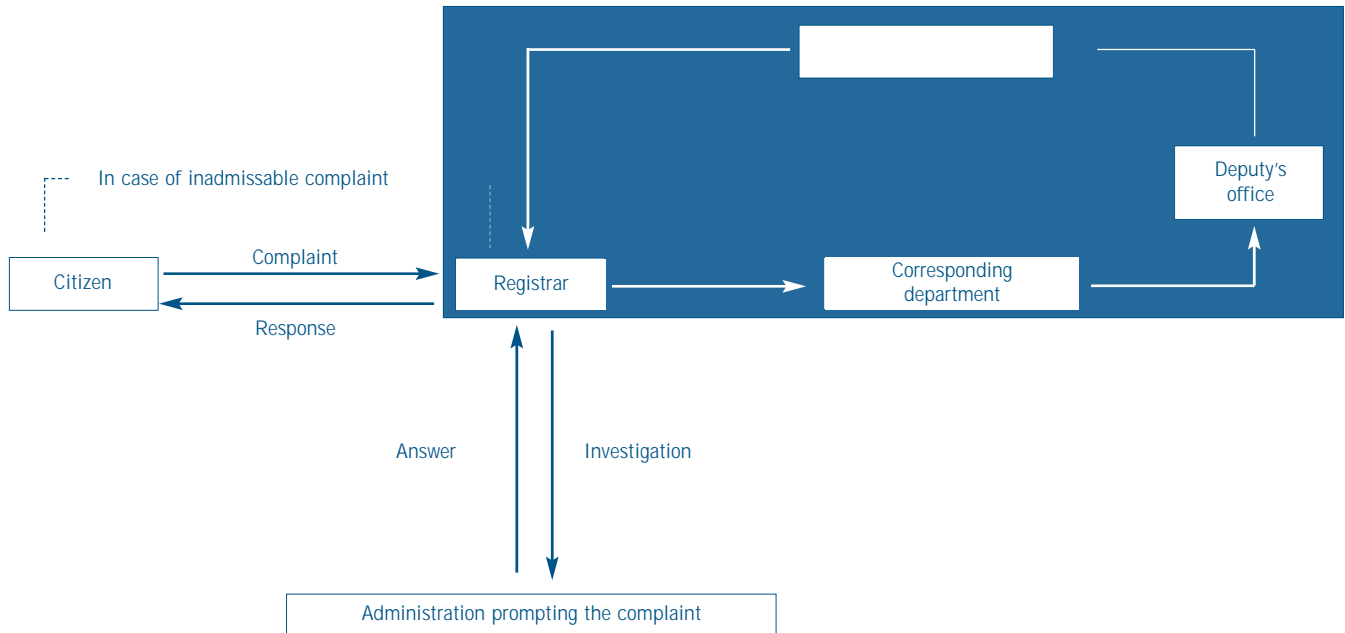 In case of inadmissable complaint
Deputy's
office
Complaint
Citizen
Registrar
Corresponding
department
Response
Answer
Investigation
Administration prompting the complaint